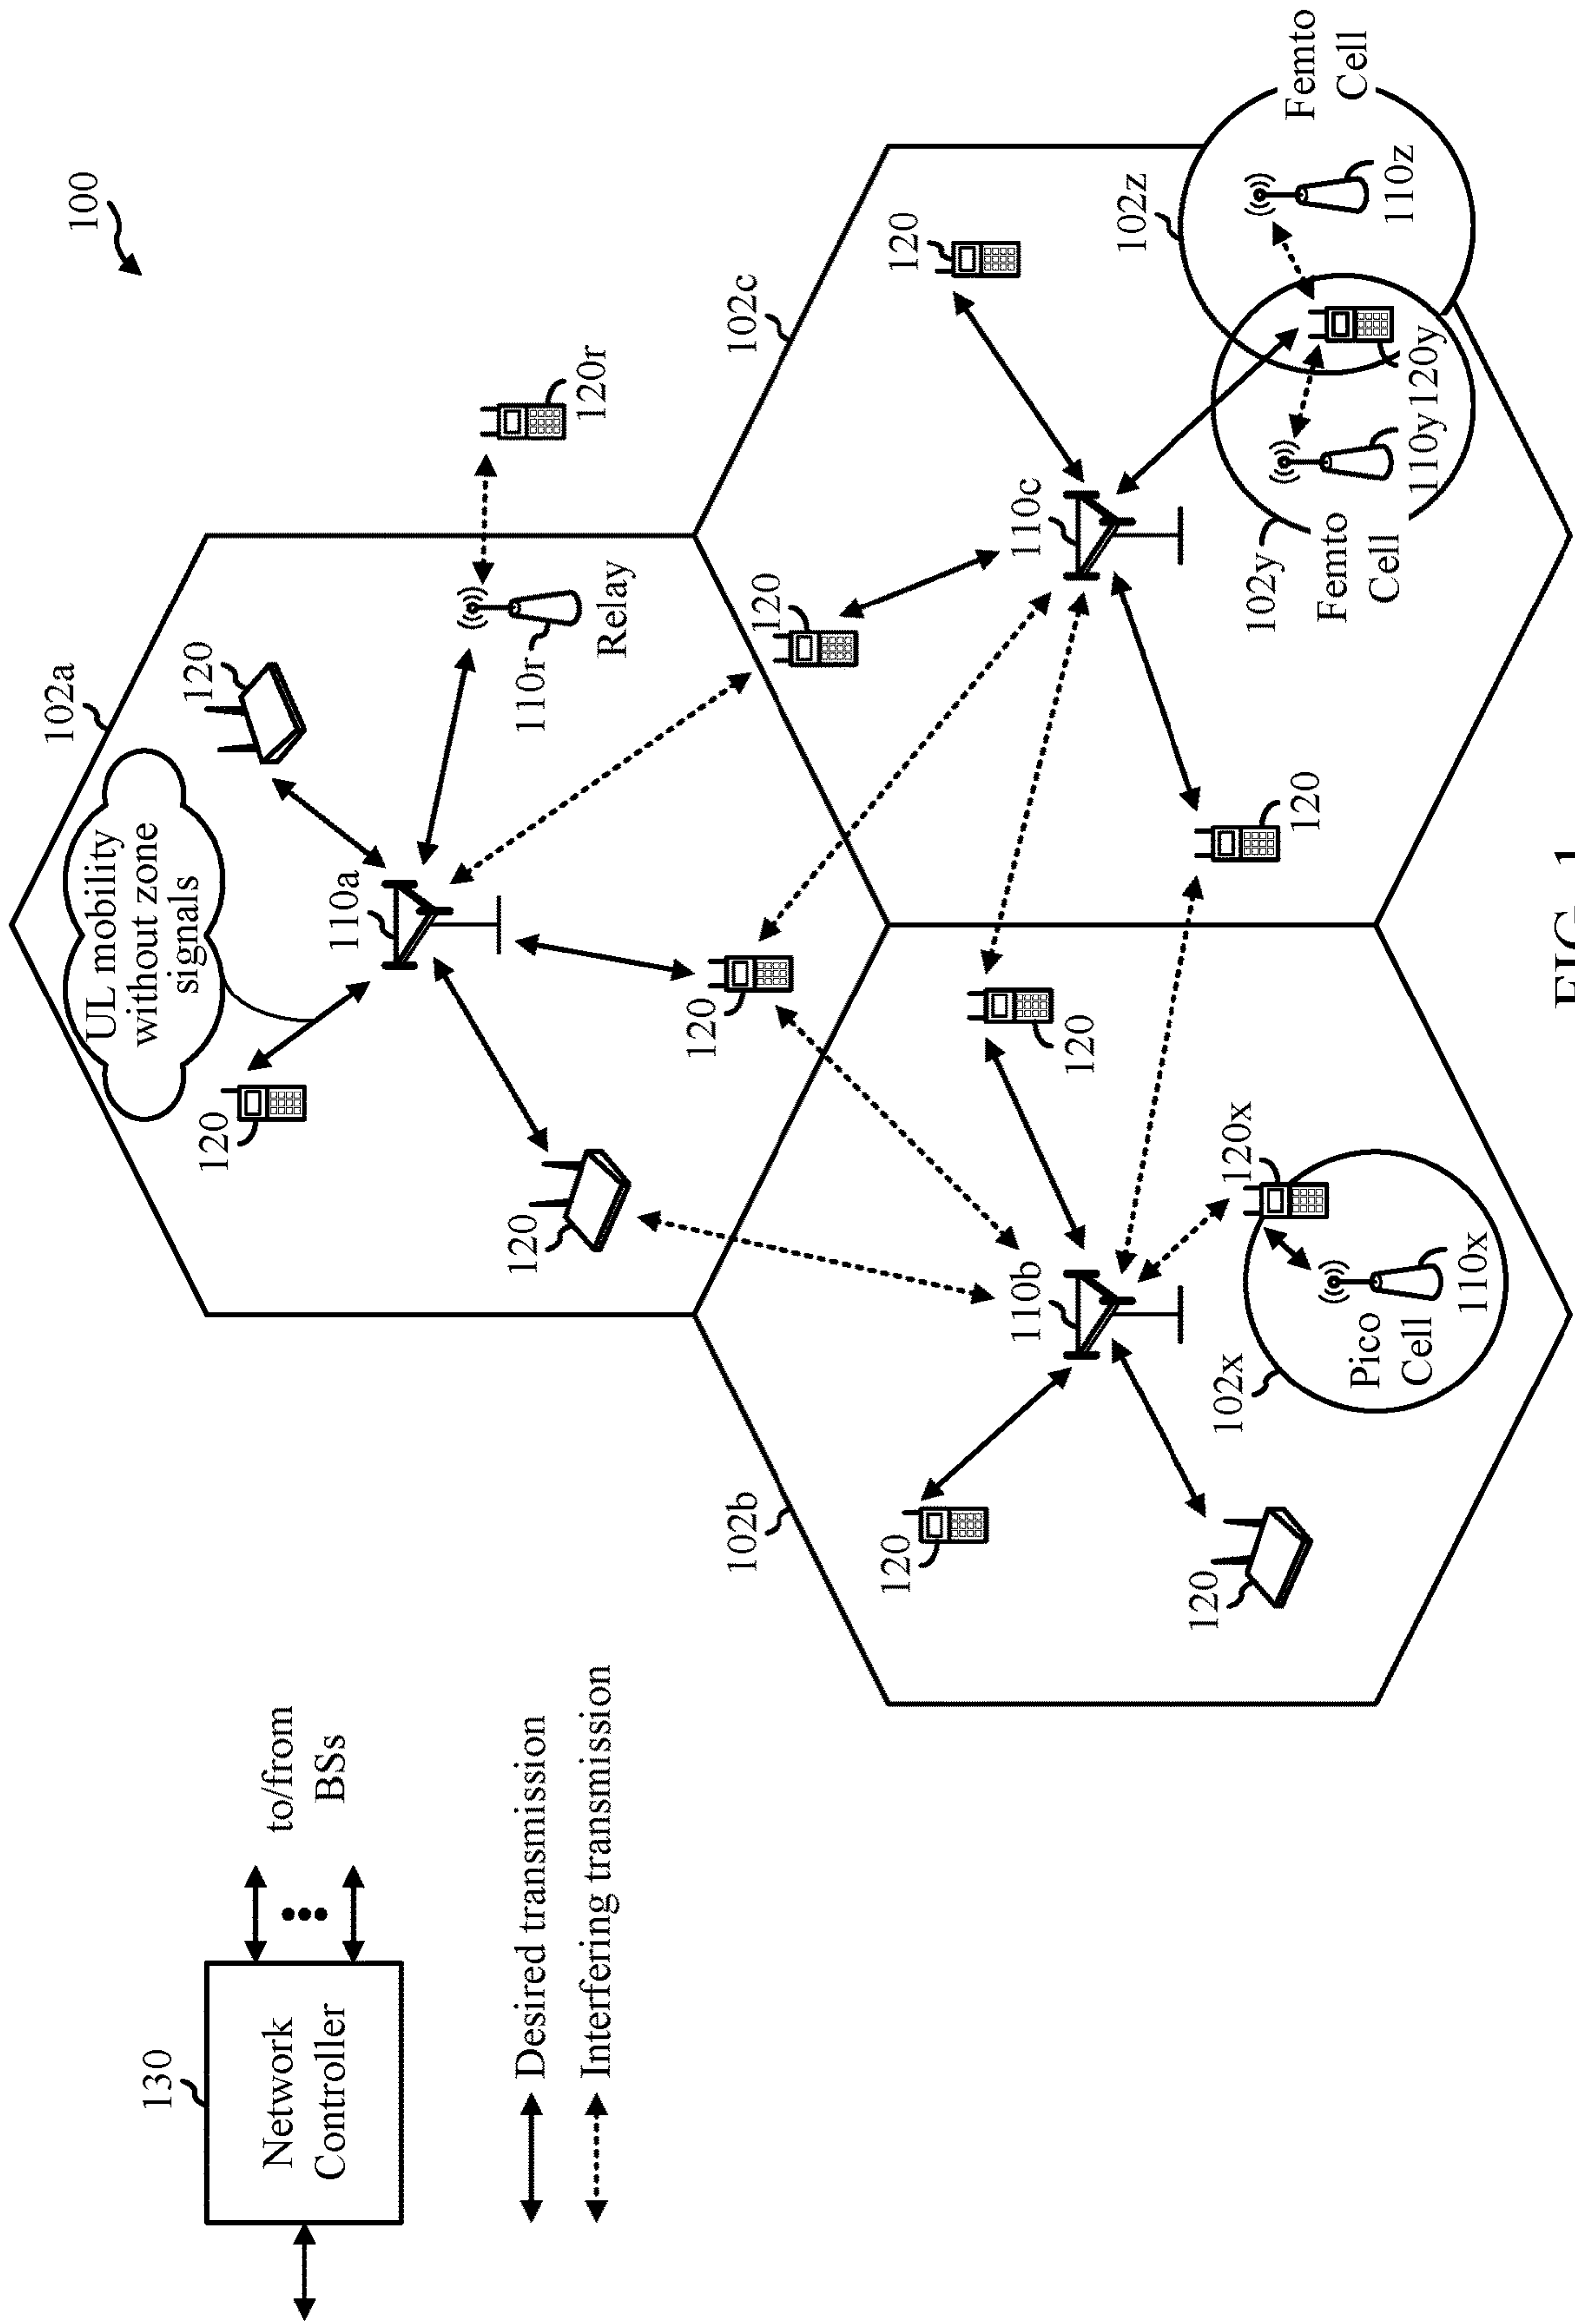 100
130
Network
Controller
to/from
BSs
Desired transmission
Interfering transmission
102a
UL mobility
without zone
signals
120
120
110a
120
110r
Relay
120r
120
102b
102c
120
120
120
120
110b
110c
120
120
120
102x
Pico
Cell
110x
120x
102y
Femto
Cell
110y
120y
102z
110z
Femto
Cell
FIG. 1